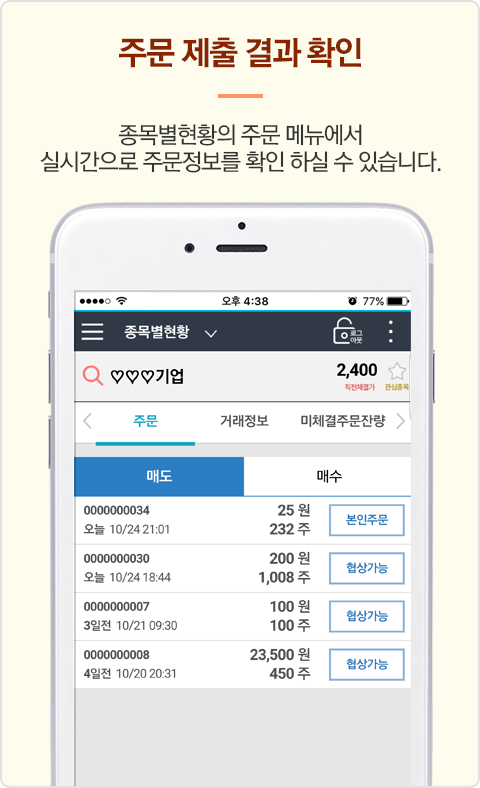 주문 제출 결과 확인
종목별현황의 주문 메뉴에서
실시간으로 주문정보를 확인 하실 수 있습니다.
오후 4:38
77%
종목별현황
로그
아웃
♡♡♡기업
2,400
직전체결가
관심종목
주문
거래정보
미체결주문잔량
매도
매수
0000000034
25 원
오늘 10/24 21:01
232 주
본인주문
0000000030
200 원
오늘 10/24 18:44
1,008 주
협상가능
0000000007
100 원
3일전 10/21 09:30
100 주
협상가능
0000000008
23,500 원
4일전 10/20 20:31
450 주
협상가능